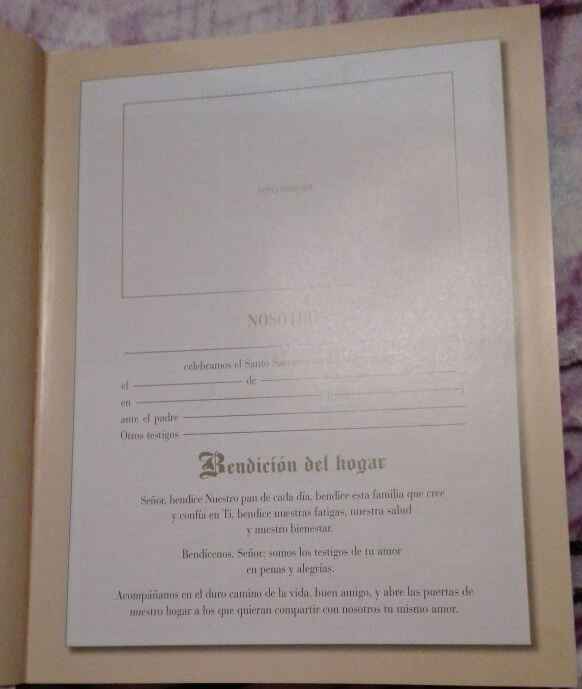 NOSOTROS
celebramos el Santo
el de
en
ante el padre
Otros testigos
Bendición del hogar
Señor, bendice Nuestro pan de cada día, bendice esta familia que cree
y confía en Ti, bendice nuestras fatigas, nuestra salud
y nuestro bienestar.
Bendícenos, Señor: somos los testigos de tu amor
en penas y alegrías.
Acompáñanos en el duro camino de la vida, buen amigo, y abre las puertas de
nuestro hogar a los que quieran compartir con nosotros tu mismo amor.